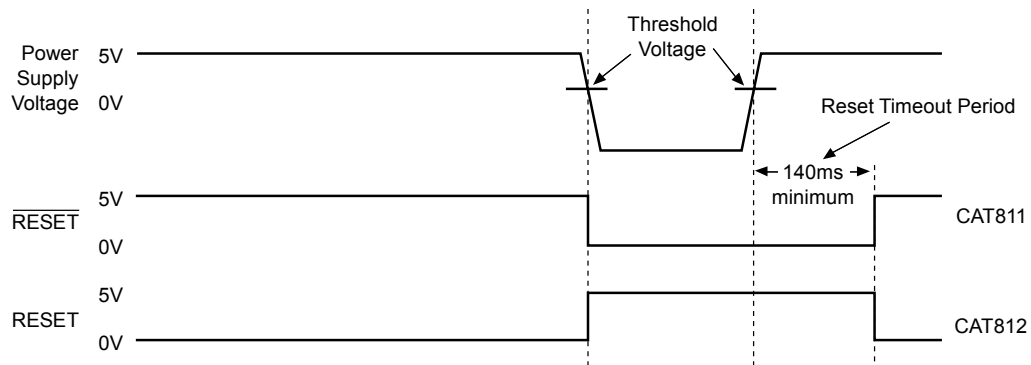 Threshold
Voltage
Power
Supply
Voltage
5V
0V
Reset Timeout Period
140ms
minimum
RESET
5V
0V
CAT811
RESET
5V
0V
CAT812